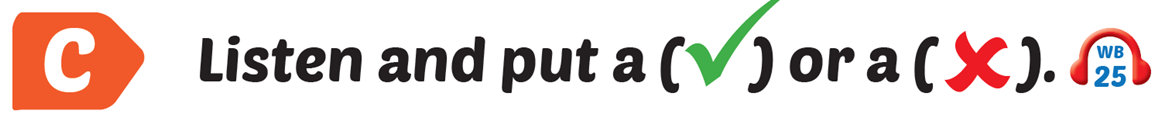 C Listen and put a (✓) or a (✗). WB
25